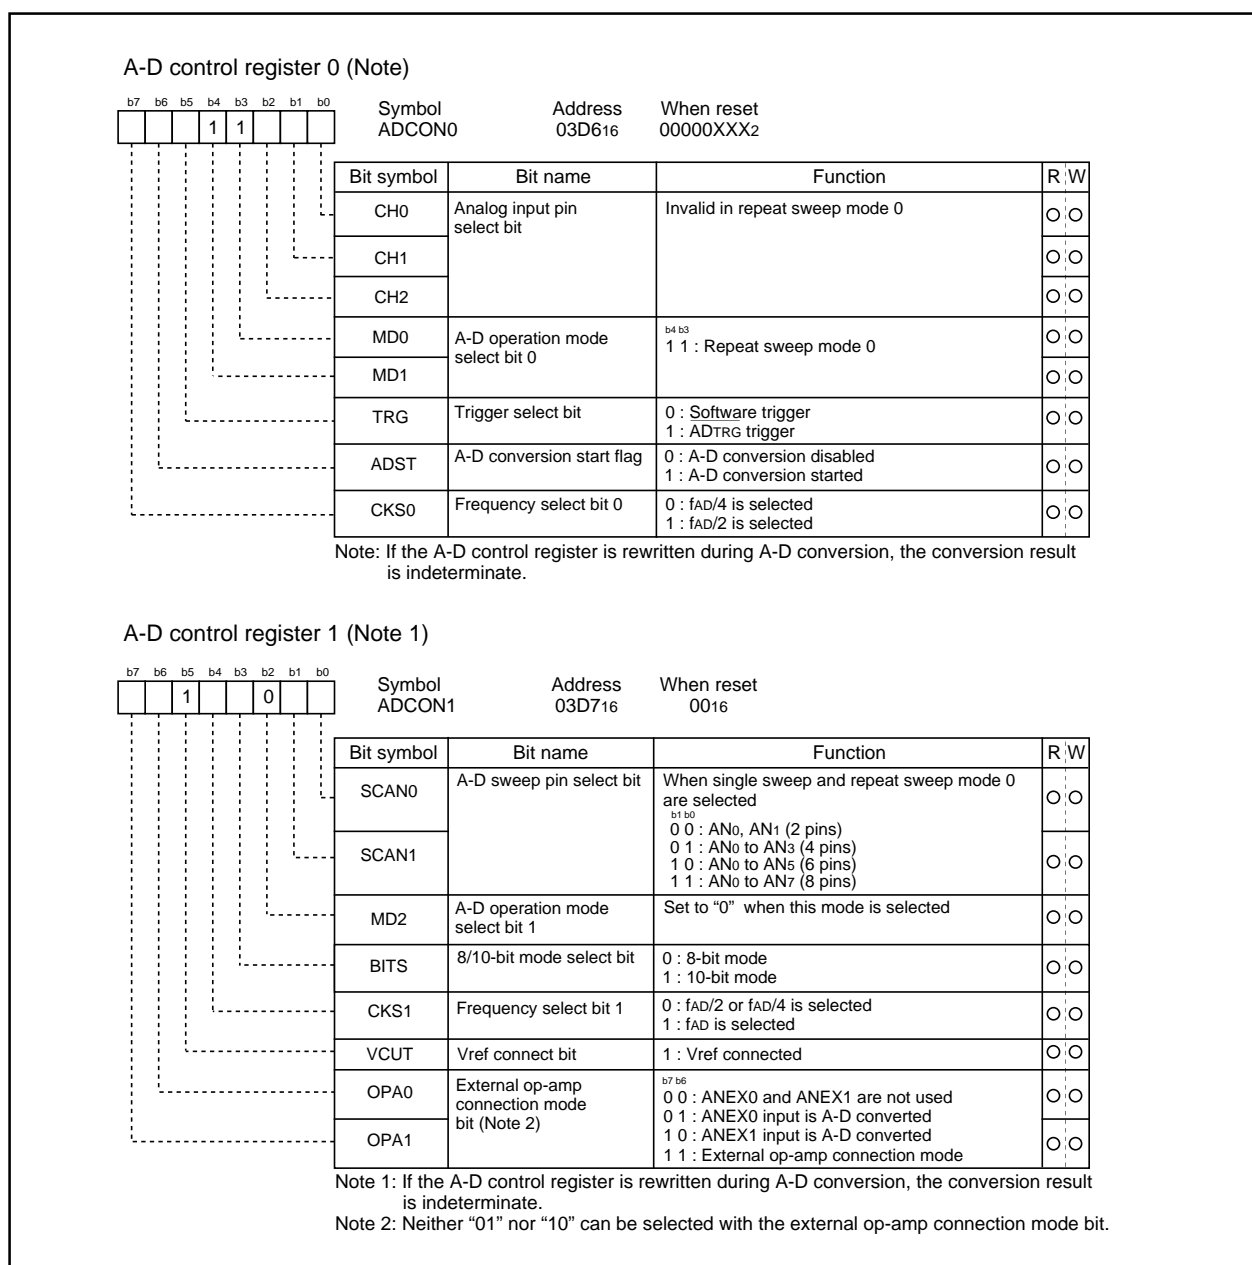 A-D control register 0 (Note)
b7 b6 b5 b4 b3 b2 b1 b0
Symbol Address When reset
1 1
ADCON0 03D616 00000XXX2
Bit symbol Bit name Function R W
CH0 Analog input pin select bit Invalid in repeat sweep mode 0
CH1
CH2
MD0 A-D operation mode select bit 0 b4 b3
1 1 : Repeat sweep mode 0
MD1
TRG Trigger select bit 0 : Software trigger
1 : ADTRG trigger
ADST A-D conversion start flag 0 : A-D conversion disabled
1 : A-D conversion started
CKS0 Frequency select bit 0 0 : fAD/4 is selected
1 : fAD/2 is selected
Note: If the A-D control register is rewritten during A-D conversion, the conversion result
is indeterminate.
A-D control register 1 (Note 1)
b7 b6 b5 b4 b3 b2 b1 b0
Symbol Address When reset
1 0
ADCON1 03D716 0016
Bit symbol Bit name Function R W
SCAN0 A-D sweep pin select bit When single sweep and repeat sweep mode 0
are selected
b1 b0
0 0 : AN0, AN1 (2 pins)
SCAN1 0 1 : AN0 to AN3 (4 pins)
1 0 : AN0 to AN5 (6 pins)
1 1 : AN0 to AN7 (8 pins)
MD2 A-D operation mode select bit 1 Set to “0” when this mode is selected
BITS 8/10-bit mode select bit 0 : 8-bit mode
1 : 10-bit mode
CKS1 Frequency select bit 1 0 : fAD/2 or fAD/4 is selected
1 : fAD is selected
VCUT Vref connect bit 1 : Vref connected
OPA0 External op-amp connection mode bit (Note 2) b7 b6
0 0 : ANEX0 and ANEX1 are not used
0 1 : ANEX0 input is A-D converted
OPA1 1 0 : ANEX1 input is A-D converted
1 1 : External op-amp connection mode
Note 1: If the A-D control register is rewritten during A-D conversion, the conversion result
is indeterminate.
Note 2: Neither “01” nor “10” can be selected with the external op-amp connection mode bit.